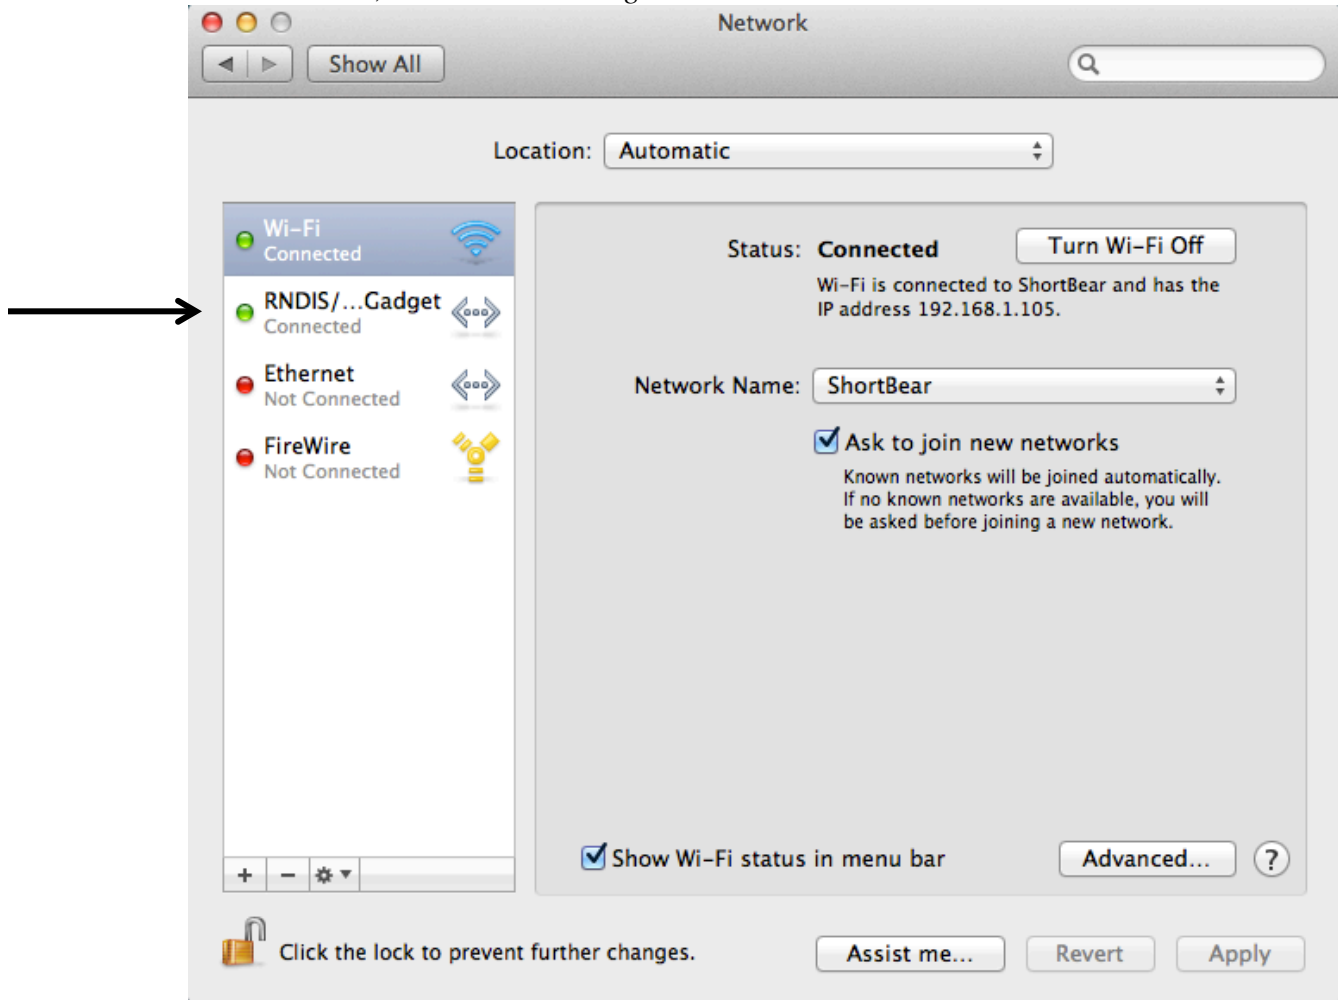 Network
Show All
Location: Automatic
Wi-Fi
Connected
RNDIS/...Gadget
Connected
Ethernet
Not Connected
FireWire
Not Connected
Status: Connected Turn Wi-Fi Off
Wi-Fi is connected to ShortBear and has the
IP address 192.168.1.105.
Network Name: ShortBear
Ask to join new networks
Known networks will be joined automatically.
If no known networks are available, you will
be asked before joining a new network.
Show Wi-Fi status in menu bar Advanced... ?
Click the lock to prevent further changes.
Assist me... Revert Apply